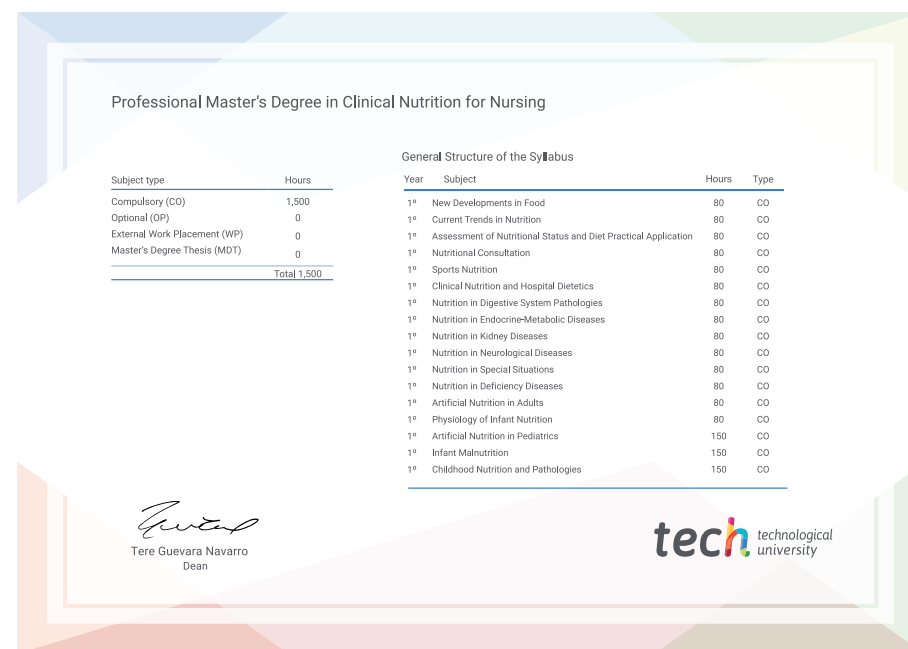 Professional Master's Degree in Clinical Nutrition for Nursing
Subject type Hours
Compulsory (CO) 1,500
Optional (OP) 0
External Work Placement (WP) 0
Master's Degree Thesis (MDT) 0
Total 1,500
General Structure of the Syllabus
Year Subject Hours Type
1º New Developments in Food 80 CO
1º Current Trends in Nutrition 80 CO
1º Assessment of Nutritional Status and Diet Practical Application 80 CO
1º Nutritional Consultation 80 CO
1º Sports Nutrition 80 CO
1º Clinical Nutrition and Hospital Dietetics 80 CO
1º Nutrition in Digestive System Pathologies 80 CO
1º Nutrition in Endocrine-Metabolic Diseases 80 CO
1º Nutrition in Kidney Diseases 80 CO
1º Nutrition in Neurological Diseases 80 CO
1º Nutrition in Special Situations 80 CO
1º Nutrition in Deficiency Diseases 80 CO
1º Artificial Nutrition in Adults 80 CO
1º Physiology of Infant Nutrition 80 CO
1º Artificial Nutrition in Pediatrics 150 CO
1º Infant Malnutrition 150 CO
1º Childhood Nutrition and Pathologies 150 CO
Tere Guevara Navarro
Dean
tech technological
university